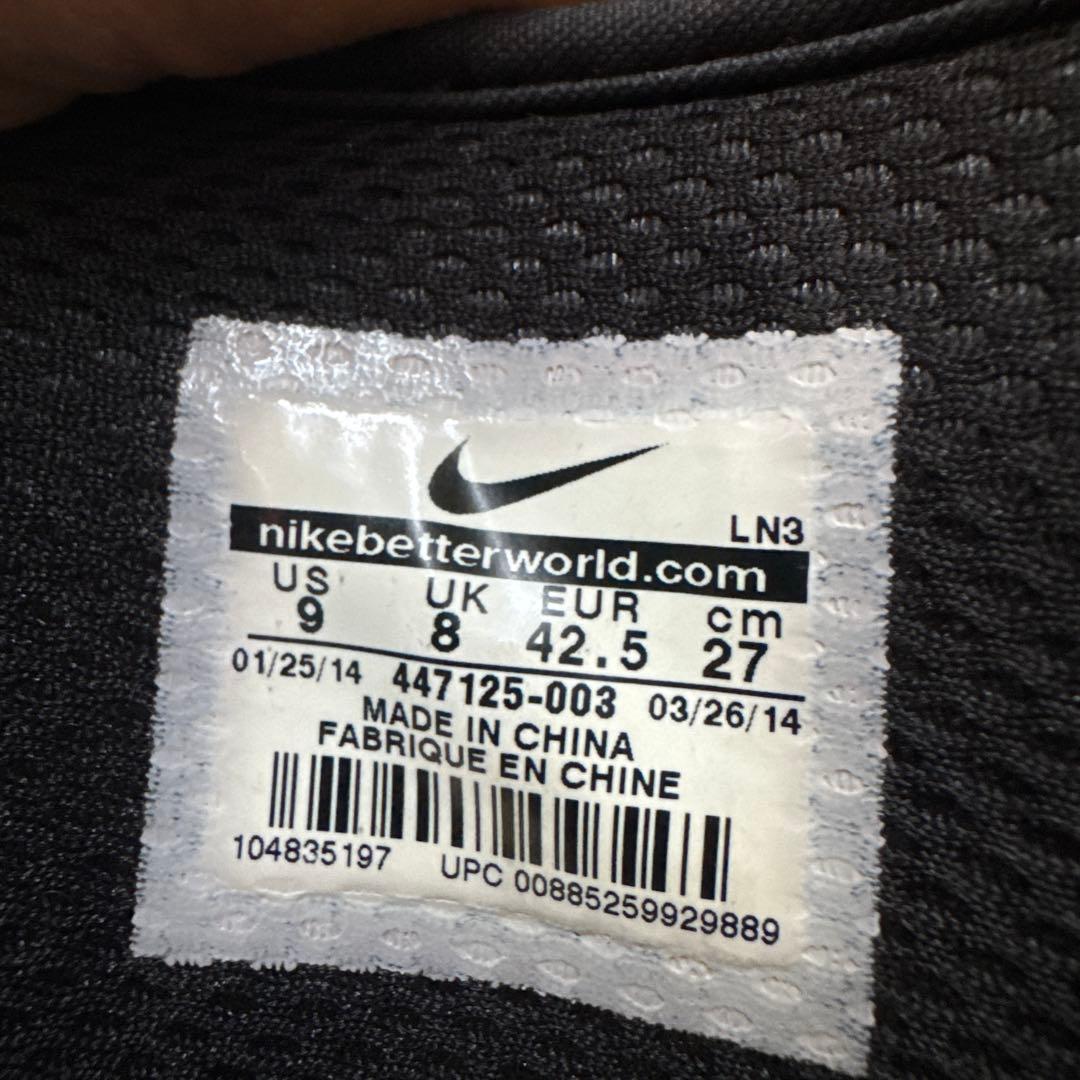 LN3
nikebetterworld.com
US UK EUR cm
9 8 42.5 27
01/25/14 447125-003 03/26/14
MADE IN CHINA
FABRIQUE EN CHINE
104835197 UPC 00885259929889